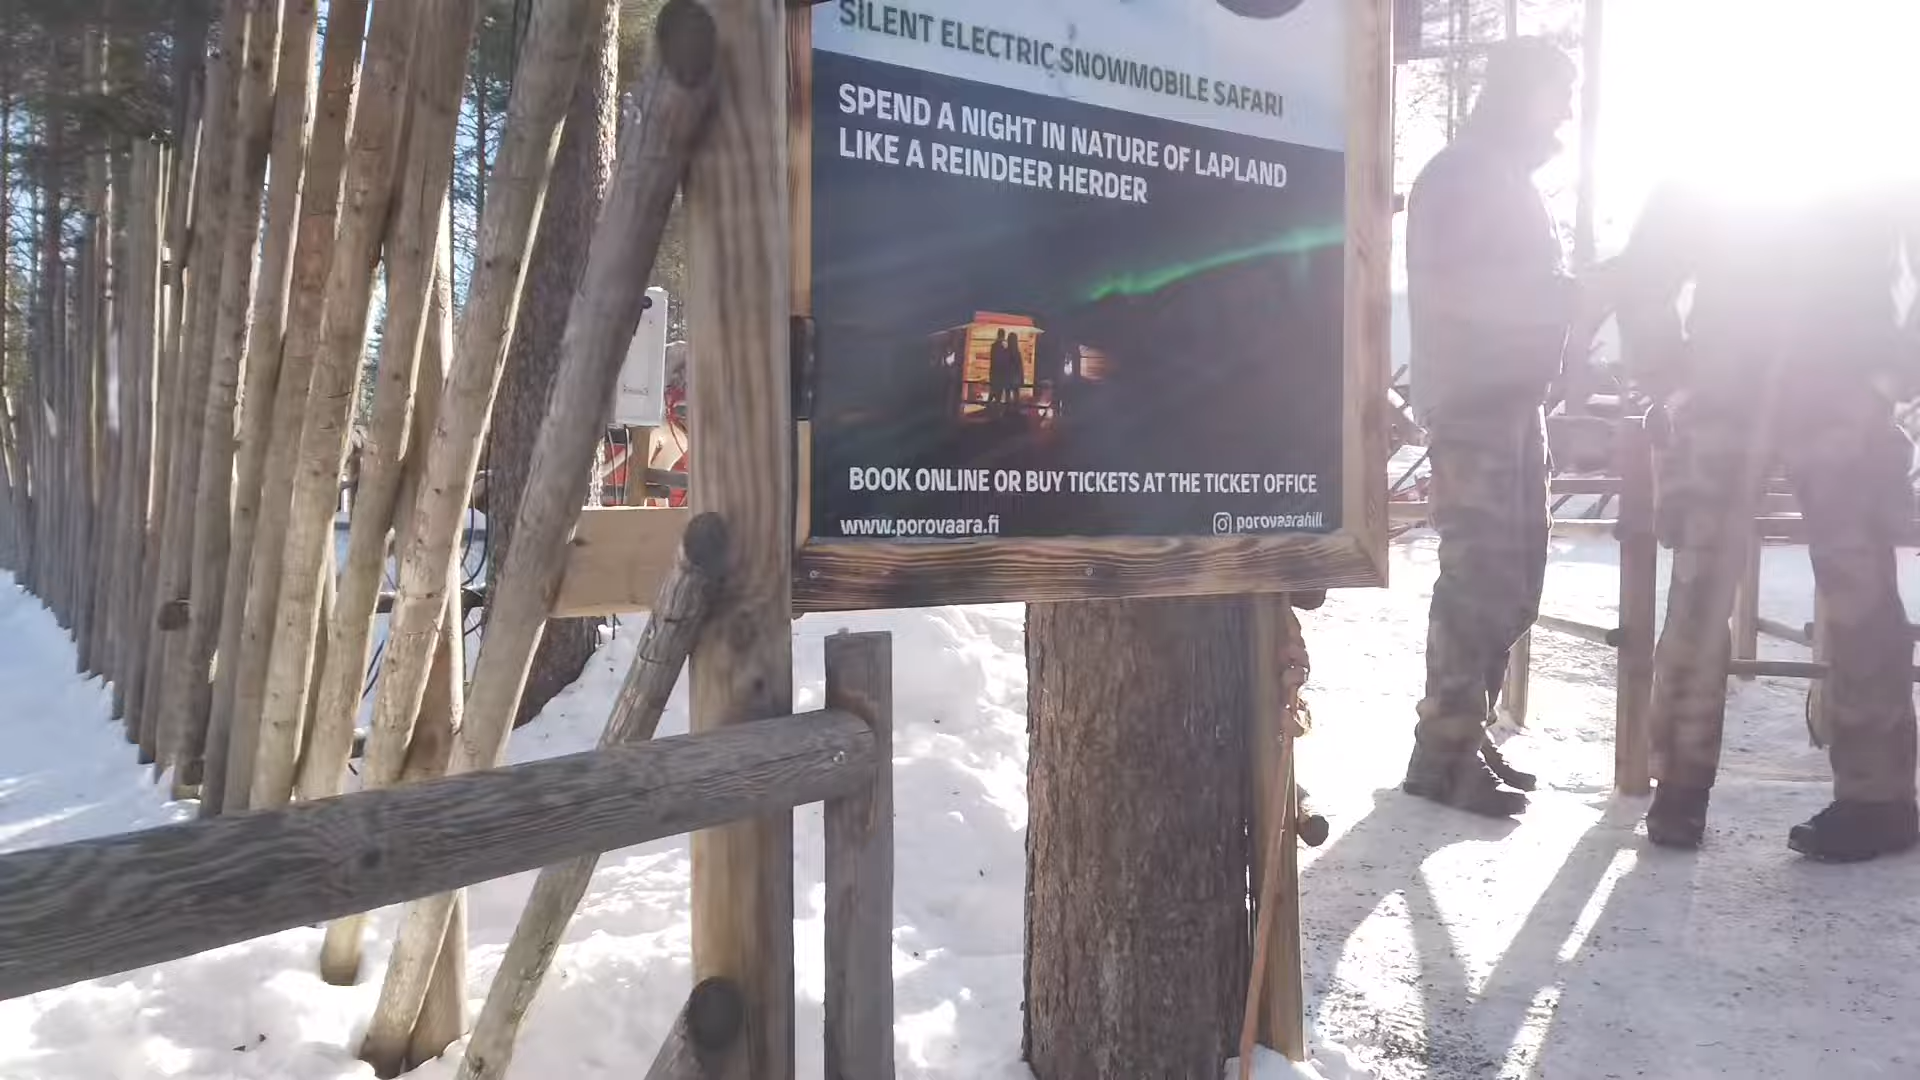 SILENT ELECTRIC SNOWMOBILE SAFARI
SPEND A NIGHT IN NATURE OF LAPLAND
LIKE A REINDEER HERDER
BOOK ONLINE OR BUY TICKETS AT THE TICKET OFFICE
www.porovaara.fi
porovaarahill